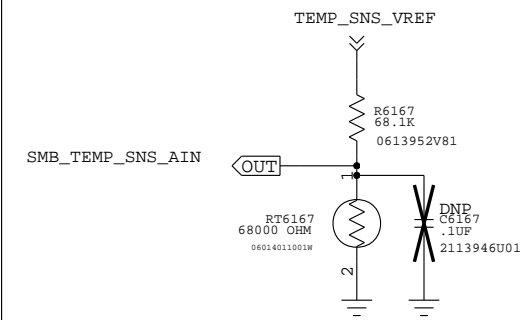 TEMP_SNS_VREF
R6167
68.1K
0613952V81
SMB_TEMP_SNS_AIN
OUT
1
RT6167
68000 OHM
06014011001W
2
DNP
C6167
.1UF
2113946U01